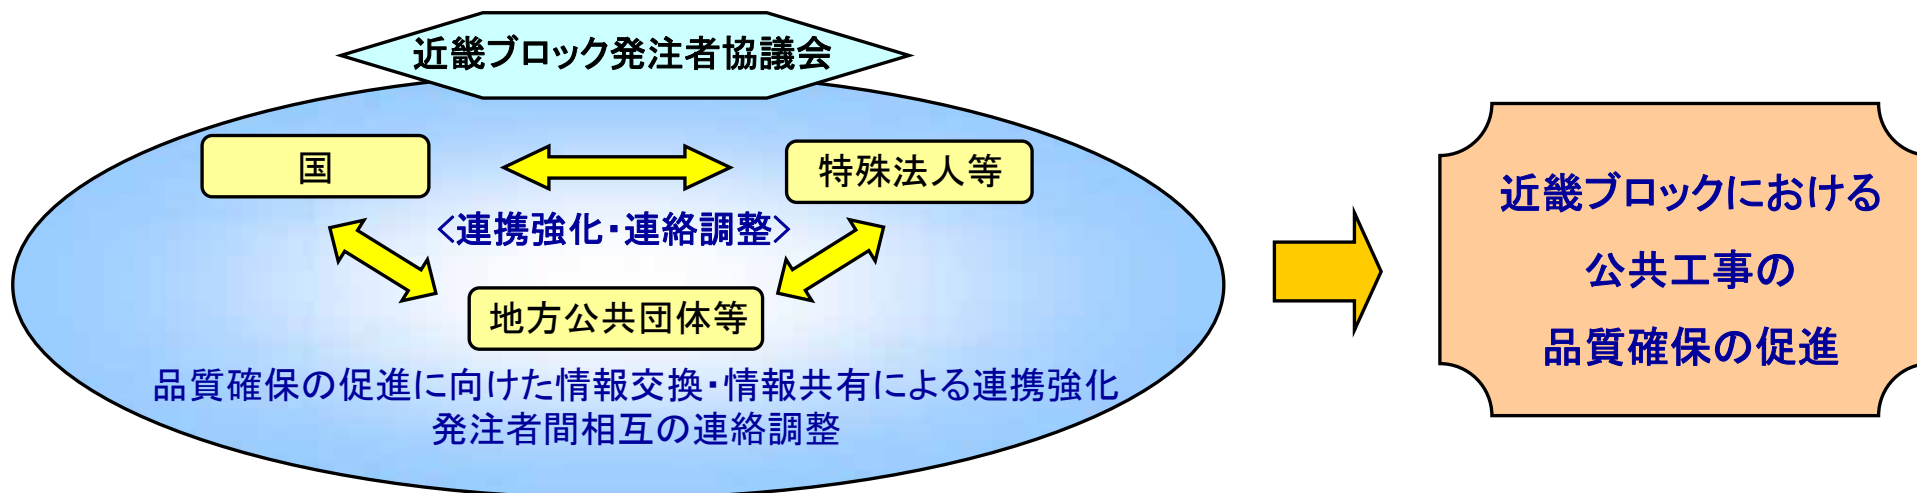 近畿ブロック発注者協議会
国
特殊法人等
<連携強化・連絡調整>
地方公共団体等
品質確保の促進に向けた情報交換・情報共有による連携強化
発注者間相互の連絡調整
近畿ブロックにおける
公共工事の
品質確保の促進